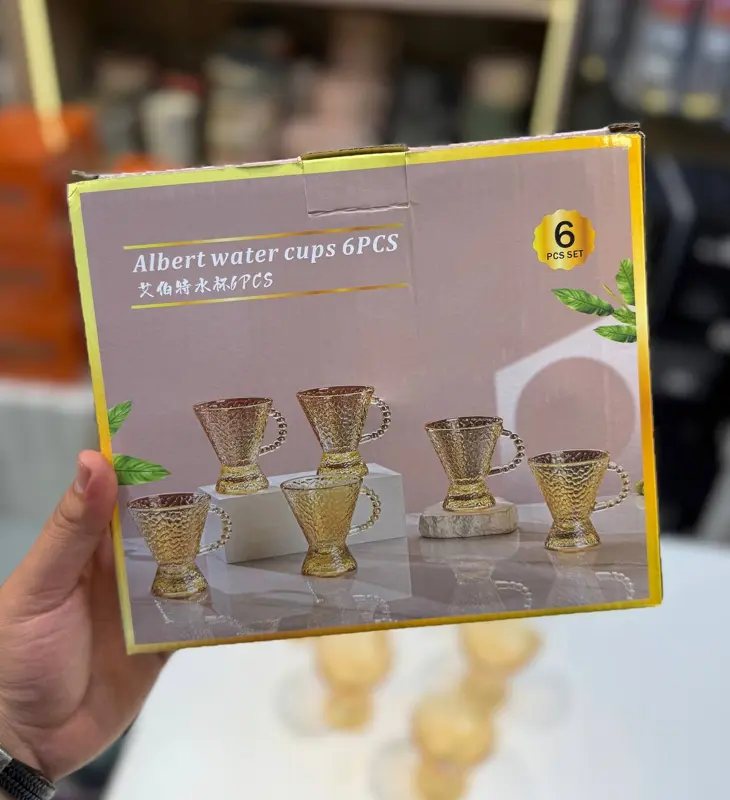 Albert water cups 6PCS
艾伯特水杯6PCS
6
PCS SET